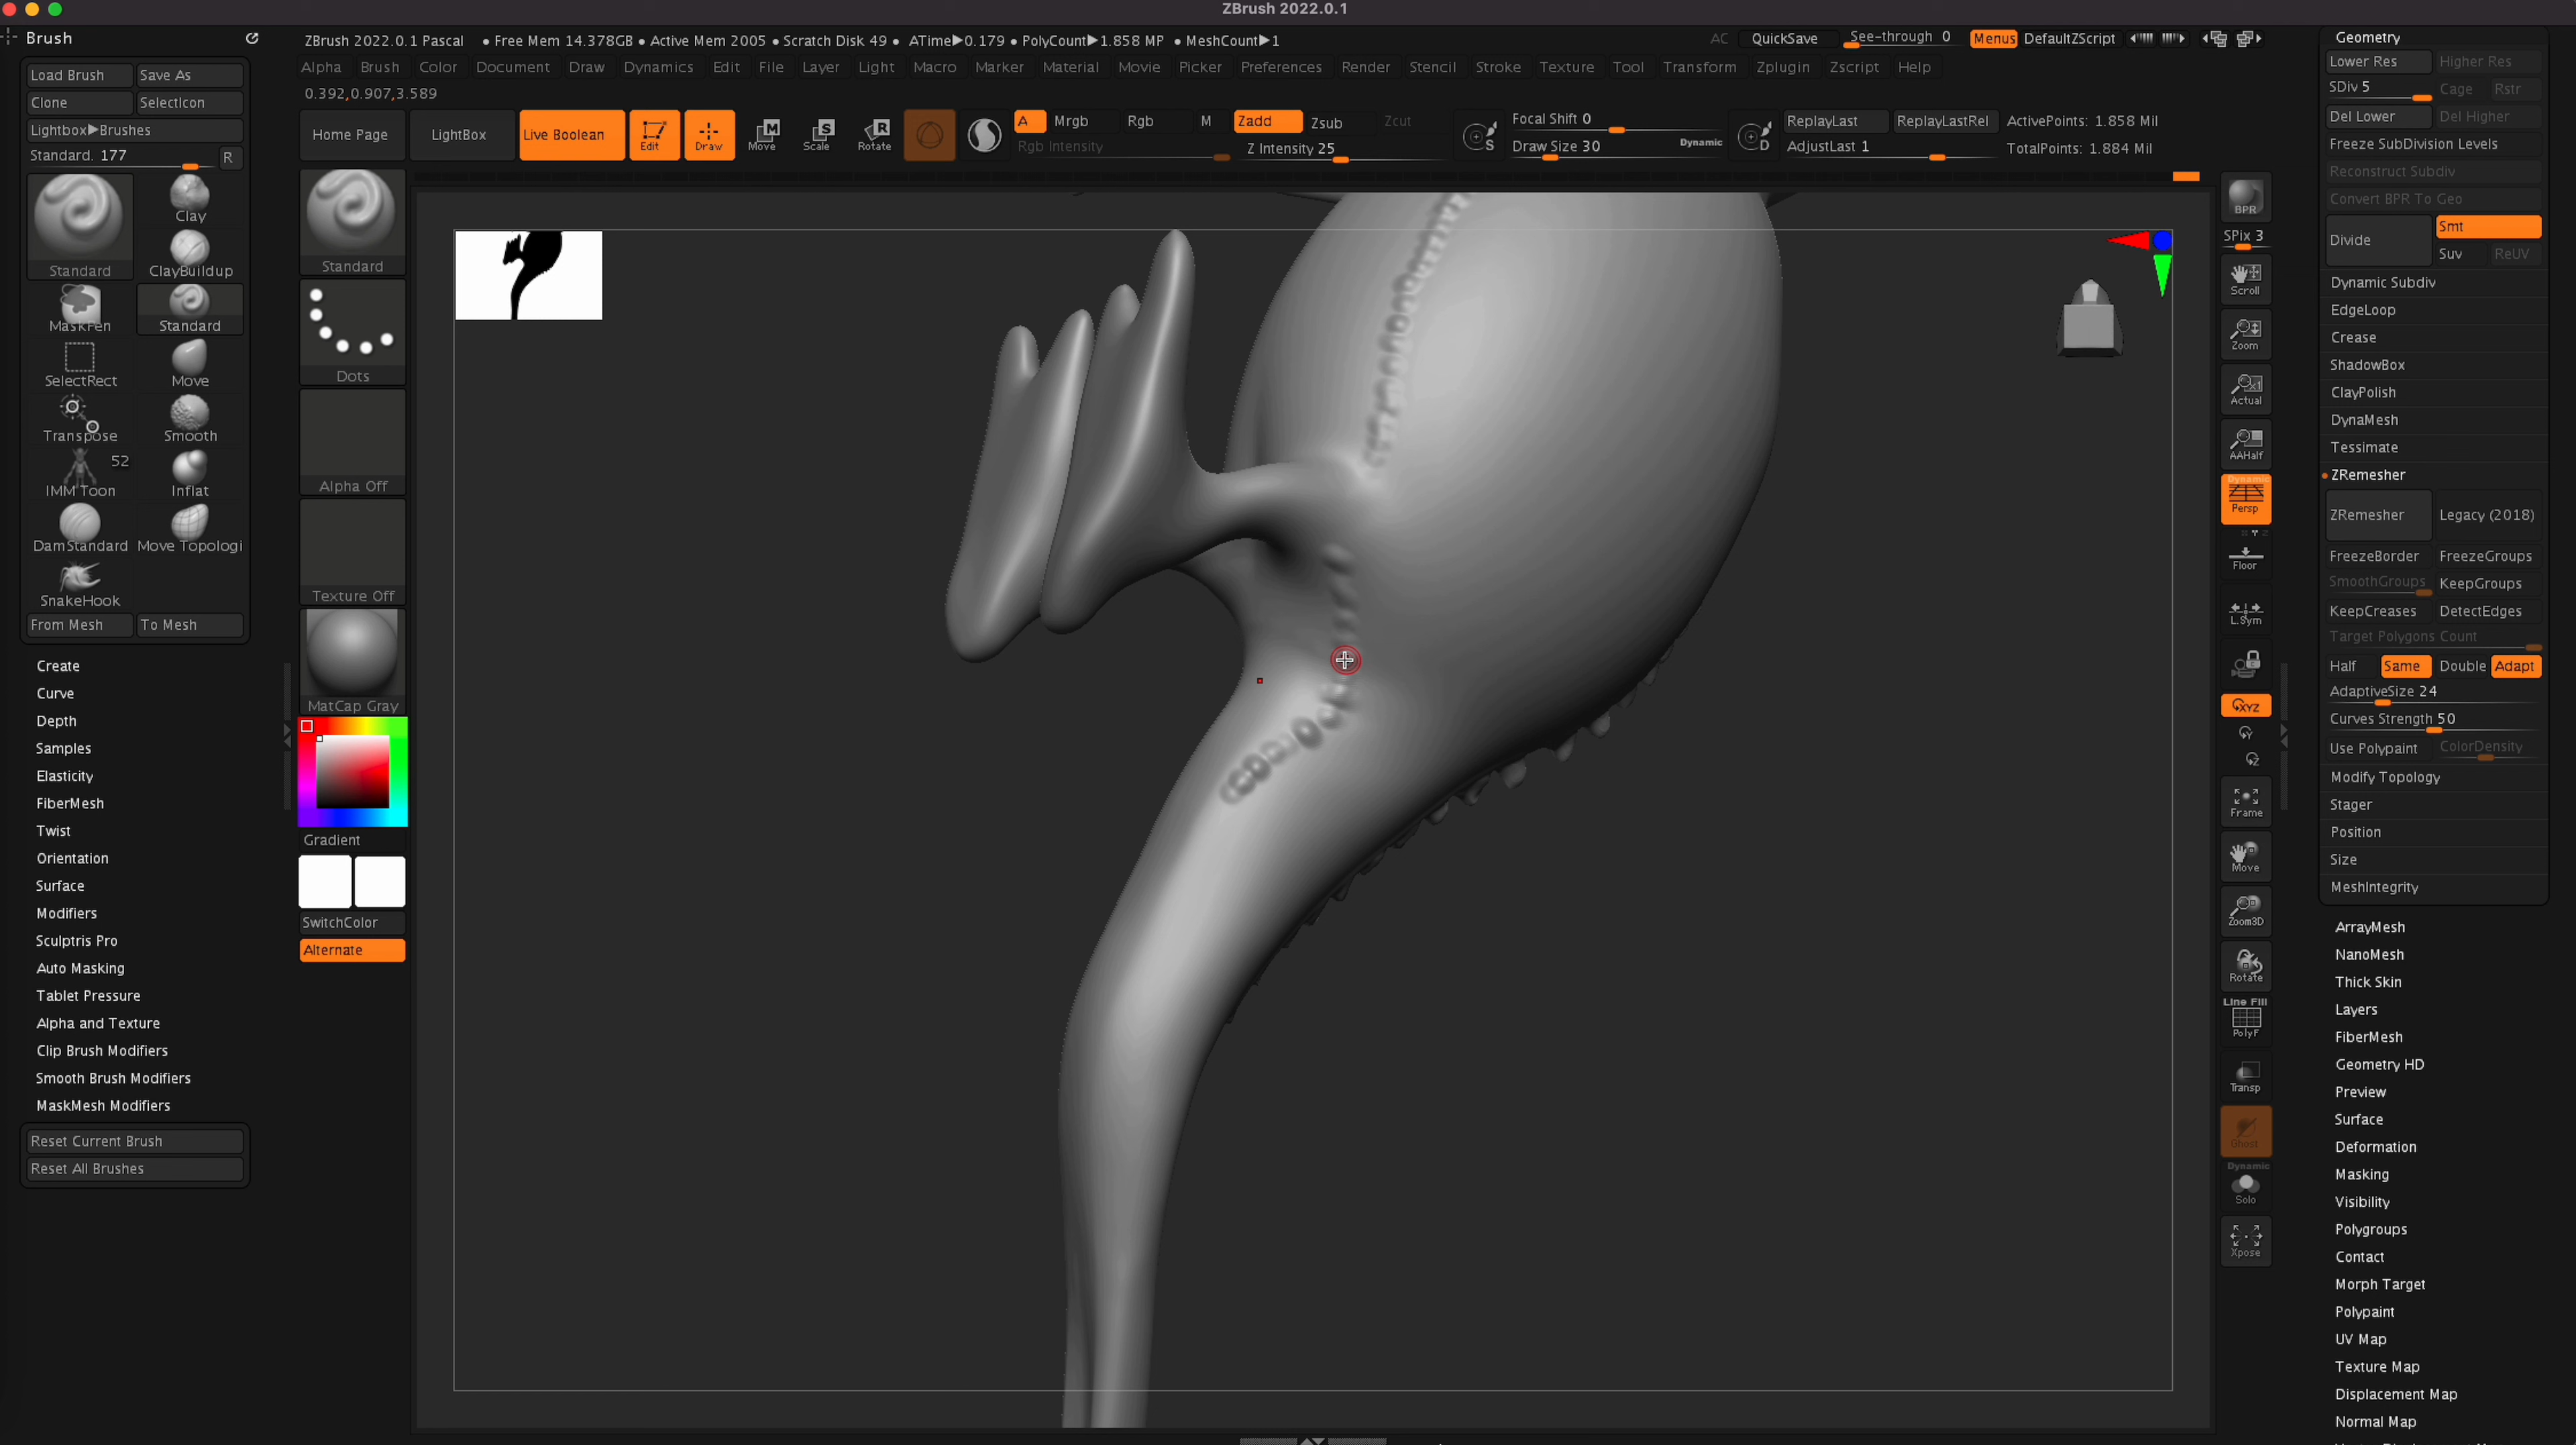 ZBrush 2022.0.1
Brush
Load Brush
Save As
Clone
SelectIcon
Lightbox▶Brushes
Standard. 177
R
Standard
Clay
ClayBuildup
MaskPen
Standard
SelectRect
Move
Transpose
Smooth
52
IMM Toon
Inflat
DamStandard
Move Topologi
SnakeHook
From Mesh
To Mesh
Create
Curve
Depth
Samples
Elasticity
FiberMesh
Twist
Orientation
Surface
Modifiers
Sculptris Pro
Auto Masking
Tablet Pressure
Alpha and Texture
Clip Brush Modifiers
Smooth Brush Modifiers
MaskMesh Modifiers
Reset Current Brush
Reset All Brushes
ZBrush 2022.0.1 Pascal • Free Mem 14.378GB • Active Mem 2005 • Scratch Disk 49 • ATime▶0.179 • PolyCount▶1.858 MP • MeshCount▶1
AC
QuickSave
See-through 0
Menus
DefaultZScript
Alpha Brush Color Document Draw Dynamics Edit File Layer Light Macro Marker Material Movie Picker Preferences Render Stencil Stroke Texture Tool Transform Zplugin Zscript Help
0.392,0.907,3.589
Home Page
LightBox
Live Boolean
Edit
Draw
Move
Scale
Rotate
A
Mrgb
Rgb
M
Zadd
Zsub
Zcut
Rgb Intensity
Z Intensity 25
S
Focal Shift 0
Draw Size 30
Dynamic
D
ReplayLast
ReplayLastRel
AdjustLast 1
ActivePoints: 1.858 Mil
TotalPoints: 1.884 Mil
Standard
Dots
Alpha Off
Texture Off
MatCap Gray
Gradient
SwitchColor
Alternate
BPR
SPix 3
Scroll
Zoom
Actual
AAHalf
Dynamic
Persp
Floor
L.Sym
XYZ
Y
Z
Frame
Move
Zoom3D
Rotate
Line Fill
PolyF
Transp
Ghost
Dynamic
Solo
Xpose
Geometry
Lower Res
Higher Res
SDiv 5
Cage
Rstr
Del Lower
Del Higher
Freeze SubDivision Levels
Reconstruct Subdiv
Convert BPR To Geo
Divide
Smt
Suv
ReUV
Dynamic Subdiv
EdgeLoop
Crease
ShadowBox
ClayPolish
DynaMesh
Tessimate
ZRemesher
ZRemesher
Legacy (2018)
FreezeBorder
FreezeGroups
SmoothGroups
KeepGroups
KeepCreases
DetectEdges
Target Polygons Count
Half
Same
Double
Adapt
AdaptiveSize 24
Curves Strength 50
Use Polypaint
ColorDensity
Modify Topology
Stager
Position
Size
MeshIntegrity
ArrayMesh
NanoMesh
Thick Skin
Layers
FiberMesh
Geometry HD
Preview
Surface
Deformation
Masking
Visibility
Polygroups
Contact
Morph Target
Polypaint
UV Map
Texture Map
Displacement Map
Normal Map